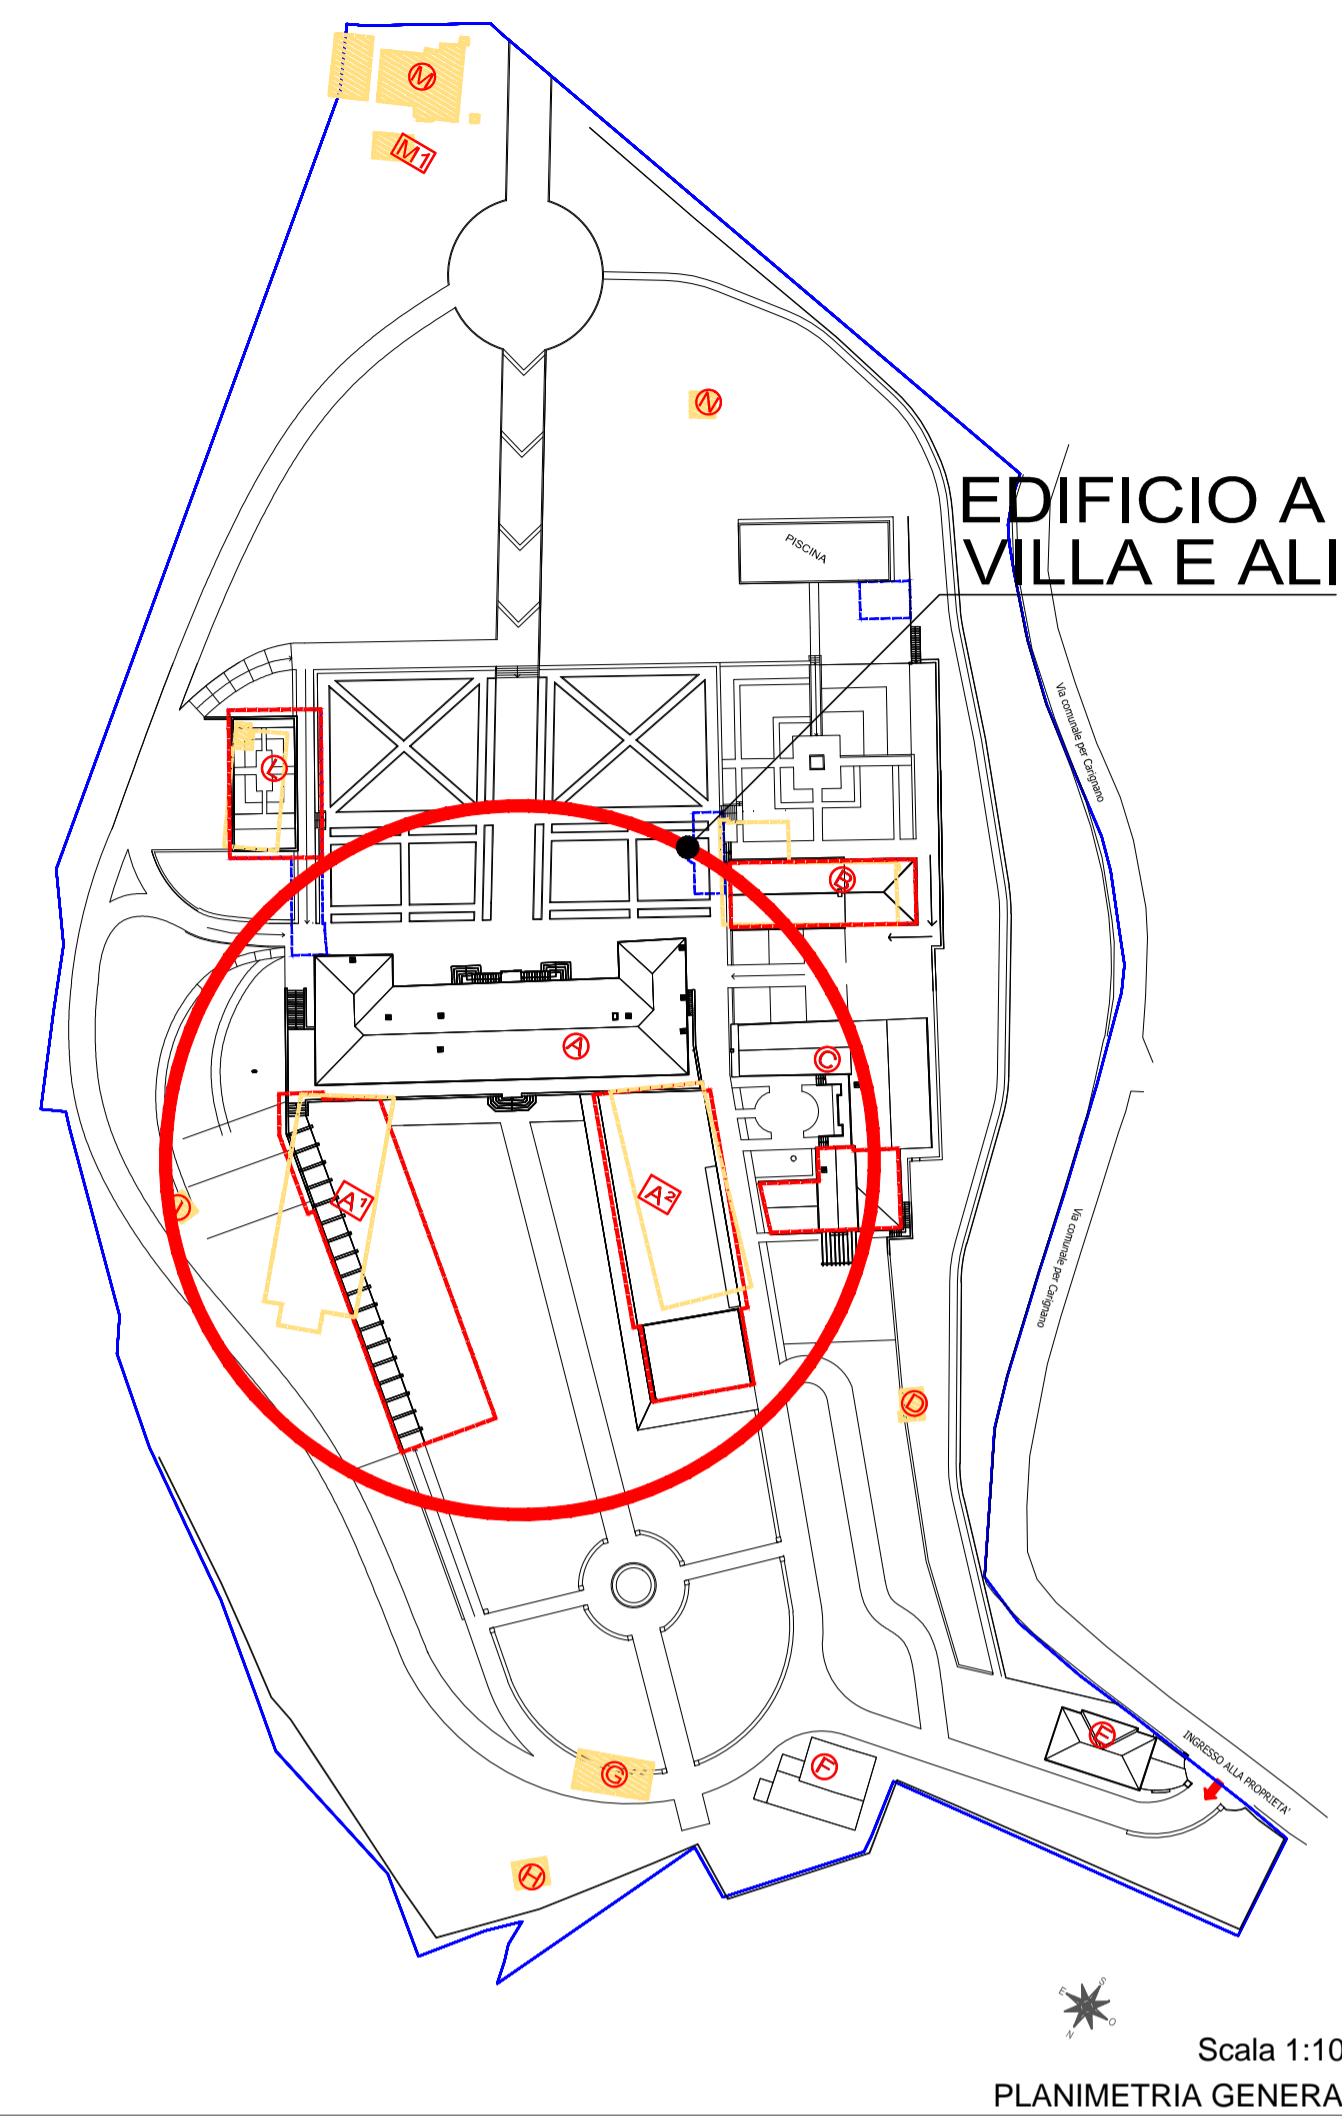 M
M1
N
EDIFICIO A
VILLA E ALI
PISCINA
Via comunale per Carignano
L
B
A
C
A1
A2
I
Via comunale per Carignano
D
E
INGRESSO ALLA PROPRIETA'
F
G
H
S
E
O
N
Scala 1:10
PLANIMETRIA GENERA